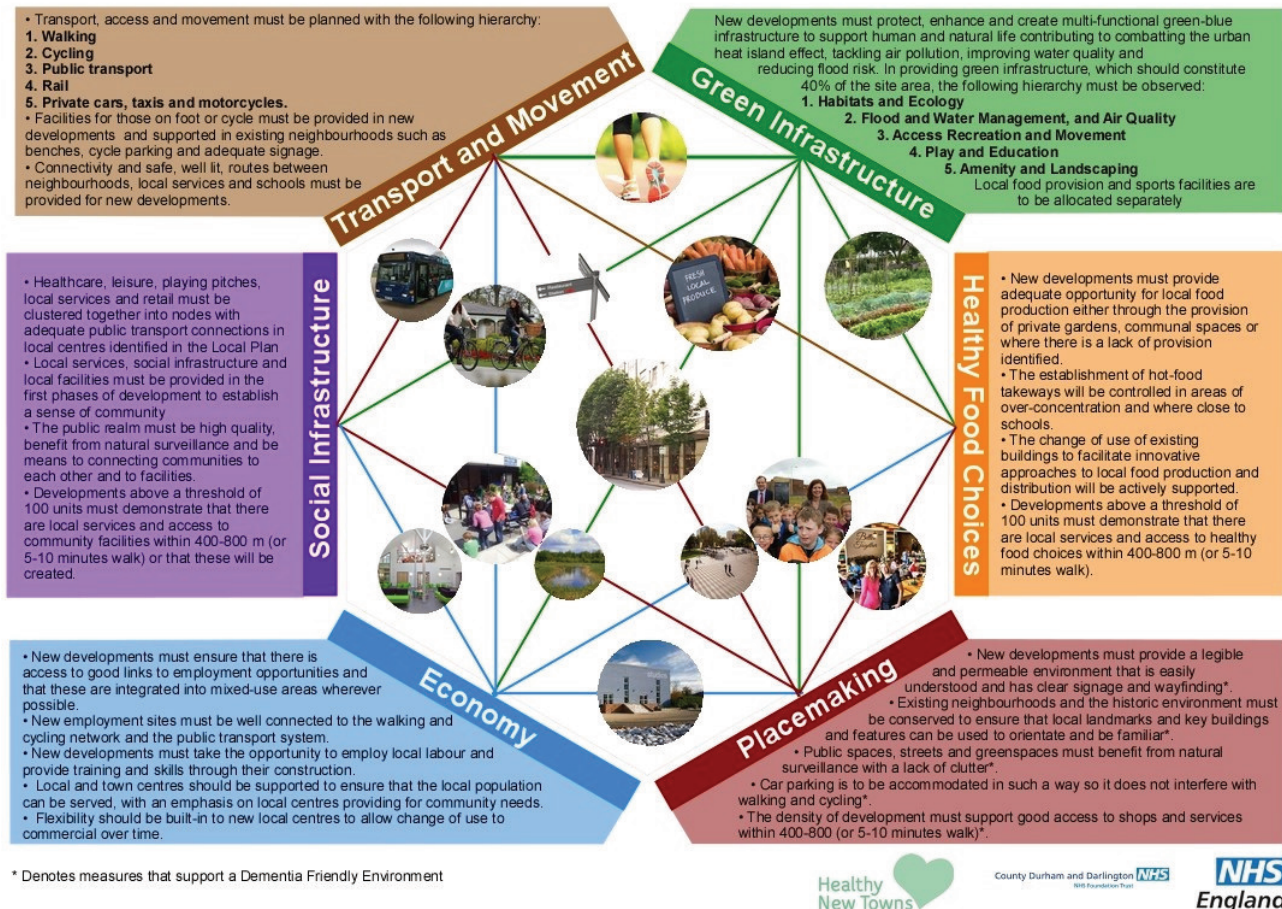 • Transport, access and movement must be planned with the following hierarchy:
1. Walking
2. Cycling
3. Public transport
4. Rail
5. Private cars, taxis and motorcycles.
• Facilities for those on foot or cycle must be provided in new
developments and supported in existing neighbourhoods such as
benches, cycle parking and adequate signage.
• Connectivity and safe, well lit, routes between
neighbourhoods, local services and schools must be
provided for new developments.
Transport and Movement
New developments must protect, enhance and create multi-functional green-blue
infrastructure to support human and natural life contributing to combatting the urban
heat island effect, tackling air pollution, improving water quality and
reducing flood risk. In providing green infrastructure, which should constitute
40% of the site area, the following hierarchy must be observed:
1. Habitats and Ecology
2. Flood and Water Management, and Air Quality
3. Access Recreation and Movement
4. Play and Education
5. Amenity and Landscaping
Local food provision and sports facilities are
to be allocated separately
Green Infrastructure
• Healthcare, leisure, playing pitches,
local services and retail must be
clustered together into nodes with
adequate public transport connections in
local centres identified in the Local Plan
• Local services, social infrastructure and
local facilities must be provided in the
first phases of development to establish
a sense of community
• The public realm must be high quality,
benefit from natural surveillance and be
means to connecting communities to
each other and to facilities.
• Developments above a threshold of
100 units must demonstrate that there
are local services and access to
community facilities within 400-800 m (or
5-10 minutes walk) or that these will be
created.
Social Infrastructure
FRESH
LOCAL
PRODUCE
Healthy Food Choices
• New developments must provide
adequate opportunity for local food
production either through the provision
of private gardens, communal spaces or
where there is a lack of provision
identified.
• The establishment of hot-food
takeways will be controlled in areas of
over-concentration and where close to
schools.
• The change of use of existing
buildings to facilitate innovative
approaches to local food production and
distribution will be actively supported.
• Developments above a threshold of
100 units must demonstrate that there
are local services and access to healthy
food choices within 400-800 m (or 5-10
minutes walk).
Economy
• New developments must ensure that there is
access to good links to employment opportunities and
that these are integrated into mixed-use areas wherever
possible.
• New employment sites must be well connected to the walking and
cycling network and the public transport system.
• New developments must take the opportunity to employ local labour and
provide training and skills through their construction.
• Local and town centres should be supported to ensure that the local population
can be served, with an emphasis on local centres providing for community needs.
• Flexibility should be built-in to new local centres to allow change of use to
commercial over time.
Placemaking
• New developments must provide a legible
and permeable environment that is easily
understood and has clear signage and wayfinding*.
• Existing neighbourhoods and the historic environment must
be conserved to ensure that local landmarks and key buildings
and features can be used to orientate and be familiar*.
• Public spaces, streets and greenspaces must benefit from natural
surveillance with a lack of clutter*.
• Car parking is to be accommodated in such a way so it does not interfere with
walking and cycling*.
• The density of development must support good access to shops and services
within 400-800 (or 5-10 minutes walk)*.
* Denotes measures that support a Dementia Friendly Environment
Healthy
New Towns
County Durham and Darlington NHS
NHS Foundation Trust
NHS
England